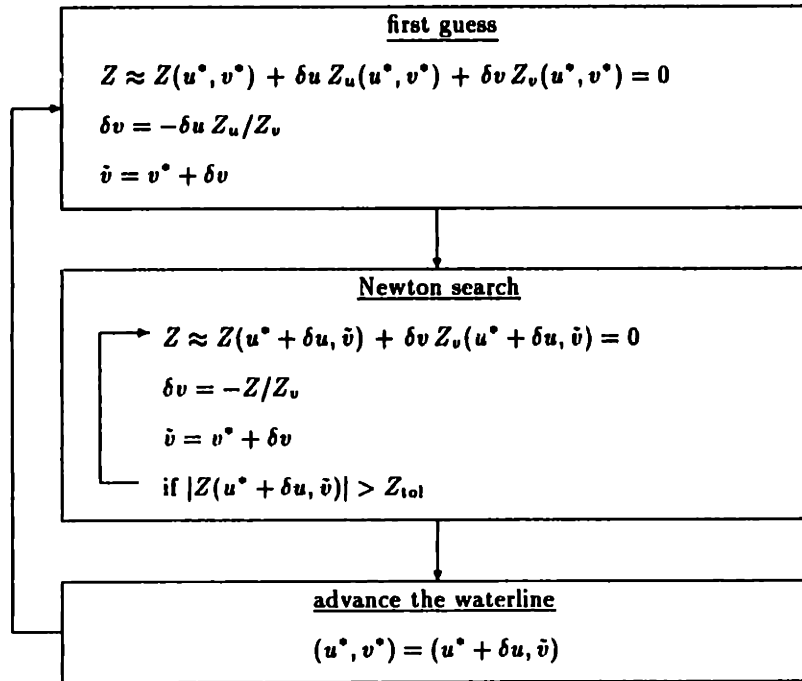 first guess
Z ≈ Z(u*, v*) + δu Z_u(u*, v*) + δv Z_v(u*, v*) = 0
δv = −δu Z_u/Z_v
ṽ = v* + δv
Newton search
Z ≈ Z(u* + δu, ṽ) + δv Z_v(u* + δu, ṽ) = 0
δv = −Z/Z_v
ṽ = v* + δv
if |Z(u* + δu, ṽ)| > Z_tol
advance the waterline
(u*, v*) = (u* + δu, ṽ)